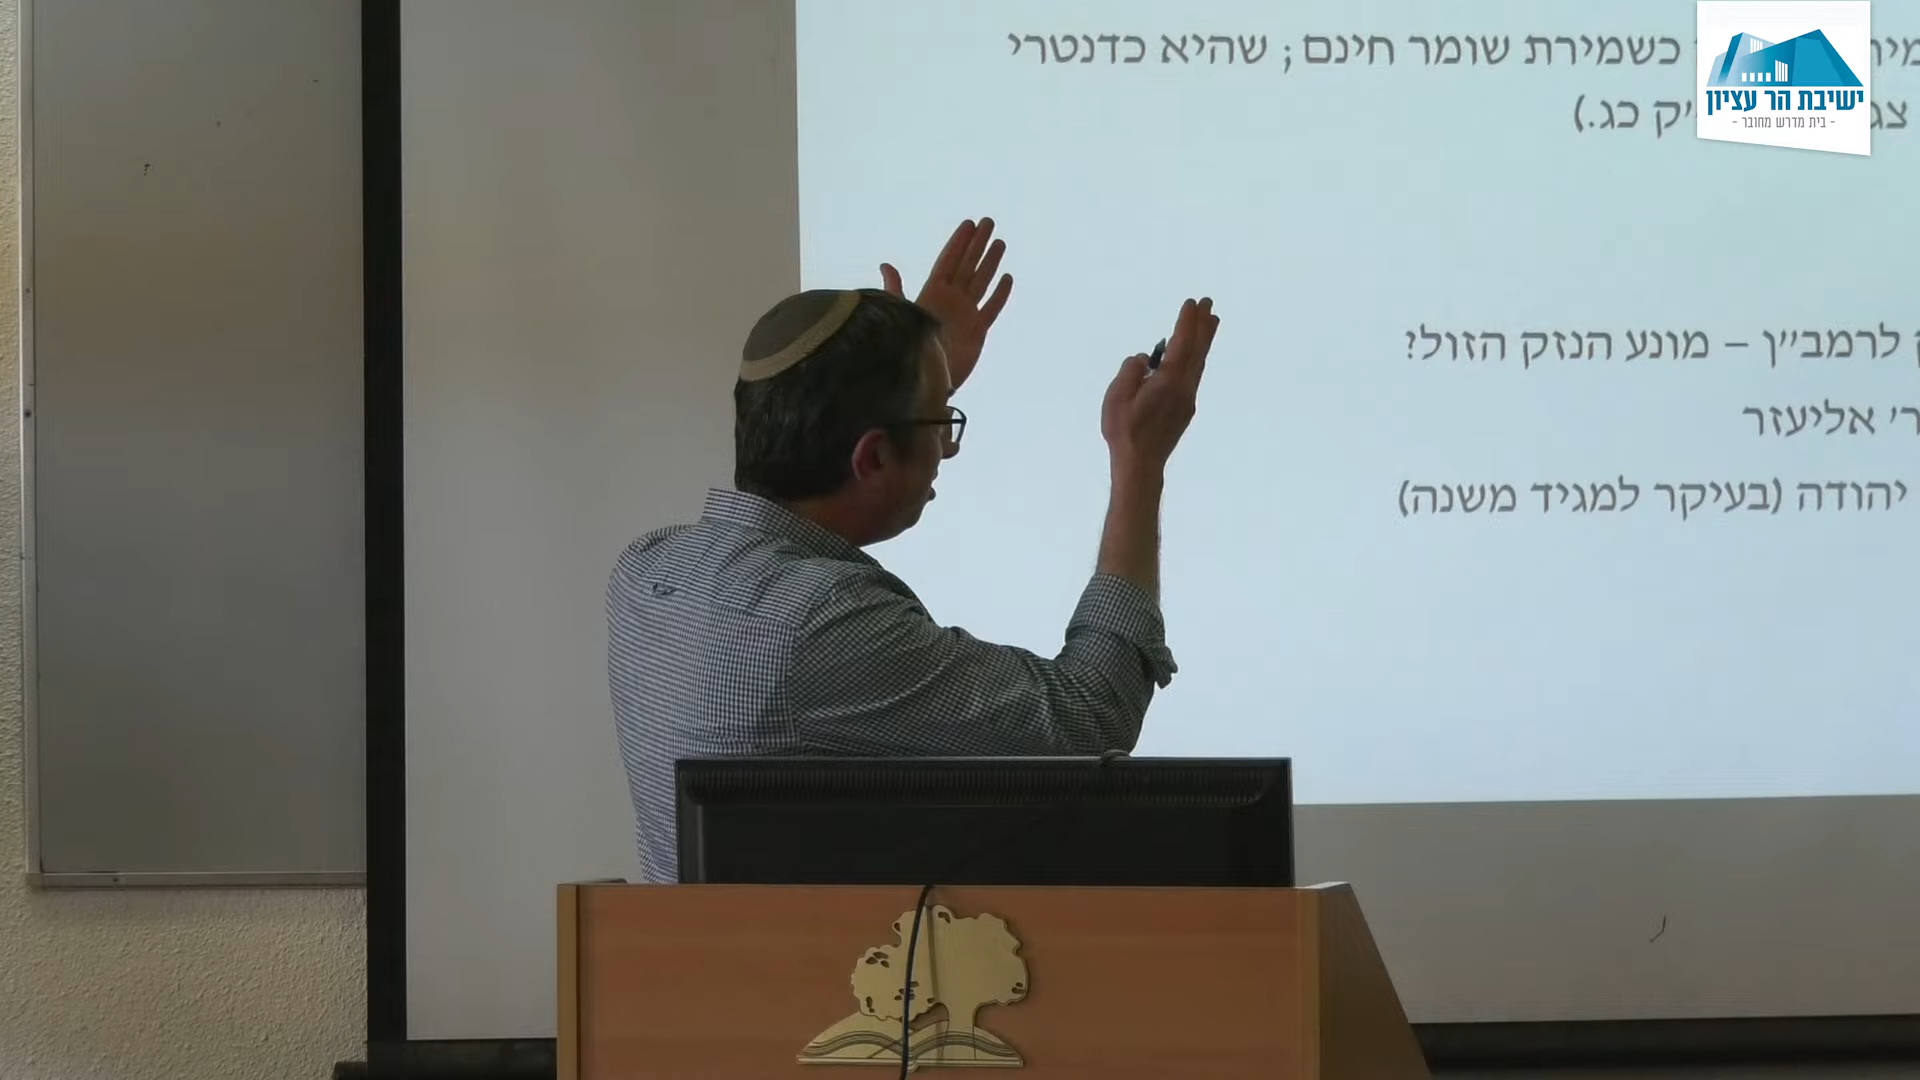 כשמירת שומר חינם; שהיא כדנטרי
כג.)
לרמב״ן – מונע הנזק הזול?
ר׳ אליעזר
יהודה (בעיקר למגיד משנה)
ישיבת הר עציון
- בית מדרש מחובר -